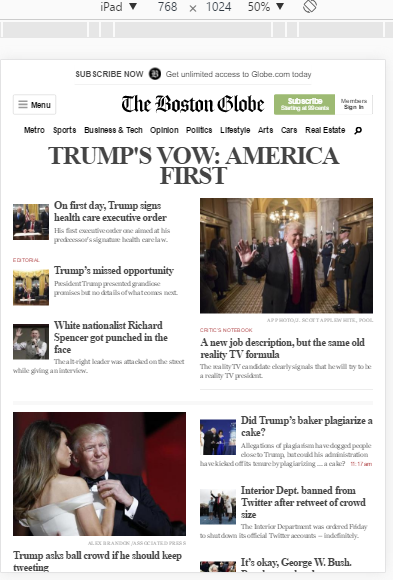 iPad ▼ 768 × 1024 50% ▼
SUBSCRIBE NOW B Get unlimited access to Globe.com today
Menu
The Boston Globe
Subscribe
Starting at 99 cents
Members
Sign In
Metro Sports Business & Tech Opinion Politics Lifestyle Arts Cars Real Estate
TRUMP'S VOW: AMERICA
FIRST
On first day, Trump signs
health care executive order
His first executive order one aimed at his
predecessor's signature health care law.
EDITORIAL
Trump's missed opportunity
President Trump presented grandiose
promises but no details of what comes next.
White nationalist Richard
Spencer got punched in the
face
The alt-right leader was attacked on the street
while giving an interview.
AP PHOTO/J. SCOTT APPLEWHITE, POOL
CRITIC'S NOTEBOOK
A new job description, but the same old
reality TV formula
The reality TV candidate clearly signals that he will try to be
a reality TV president.
ALEX BRANDON/ASSOCIATED PRESS
Trump asks ball crowd if he should keep
tweeting
Did Trump's baker plagiarize a
cake?
Allegations of plagiarism have dogged people
close to Trump, but could his administration
have kicked off its tenure by plagiarizing ... a cake? 11:17 am
Interior Dept. banned from
Twitter after retweet of crowd
size
The Interior Department was ordered Friday
to shut down its official Twitter accounts – indefinitely.
It's okay, George W. Bush.